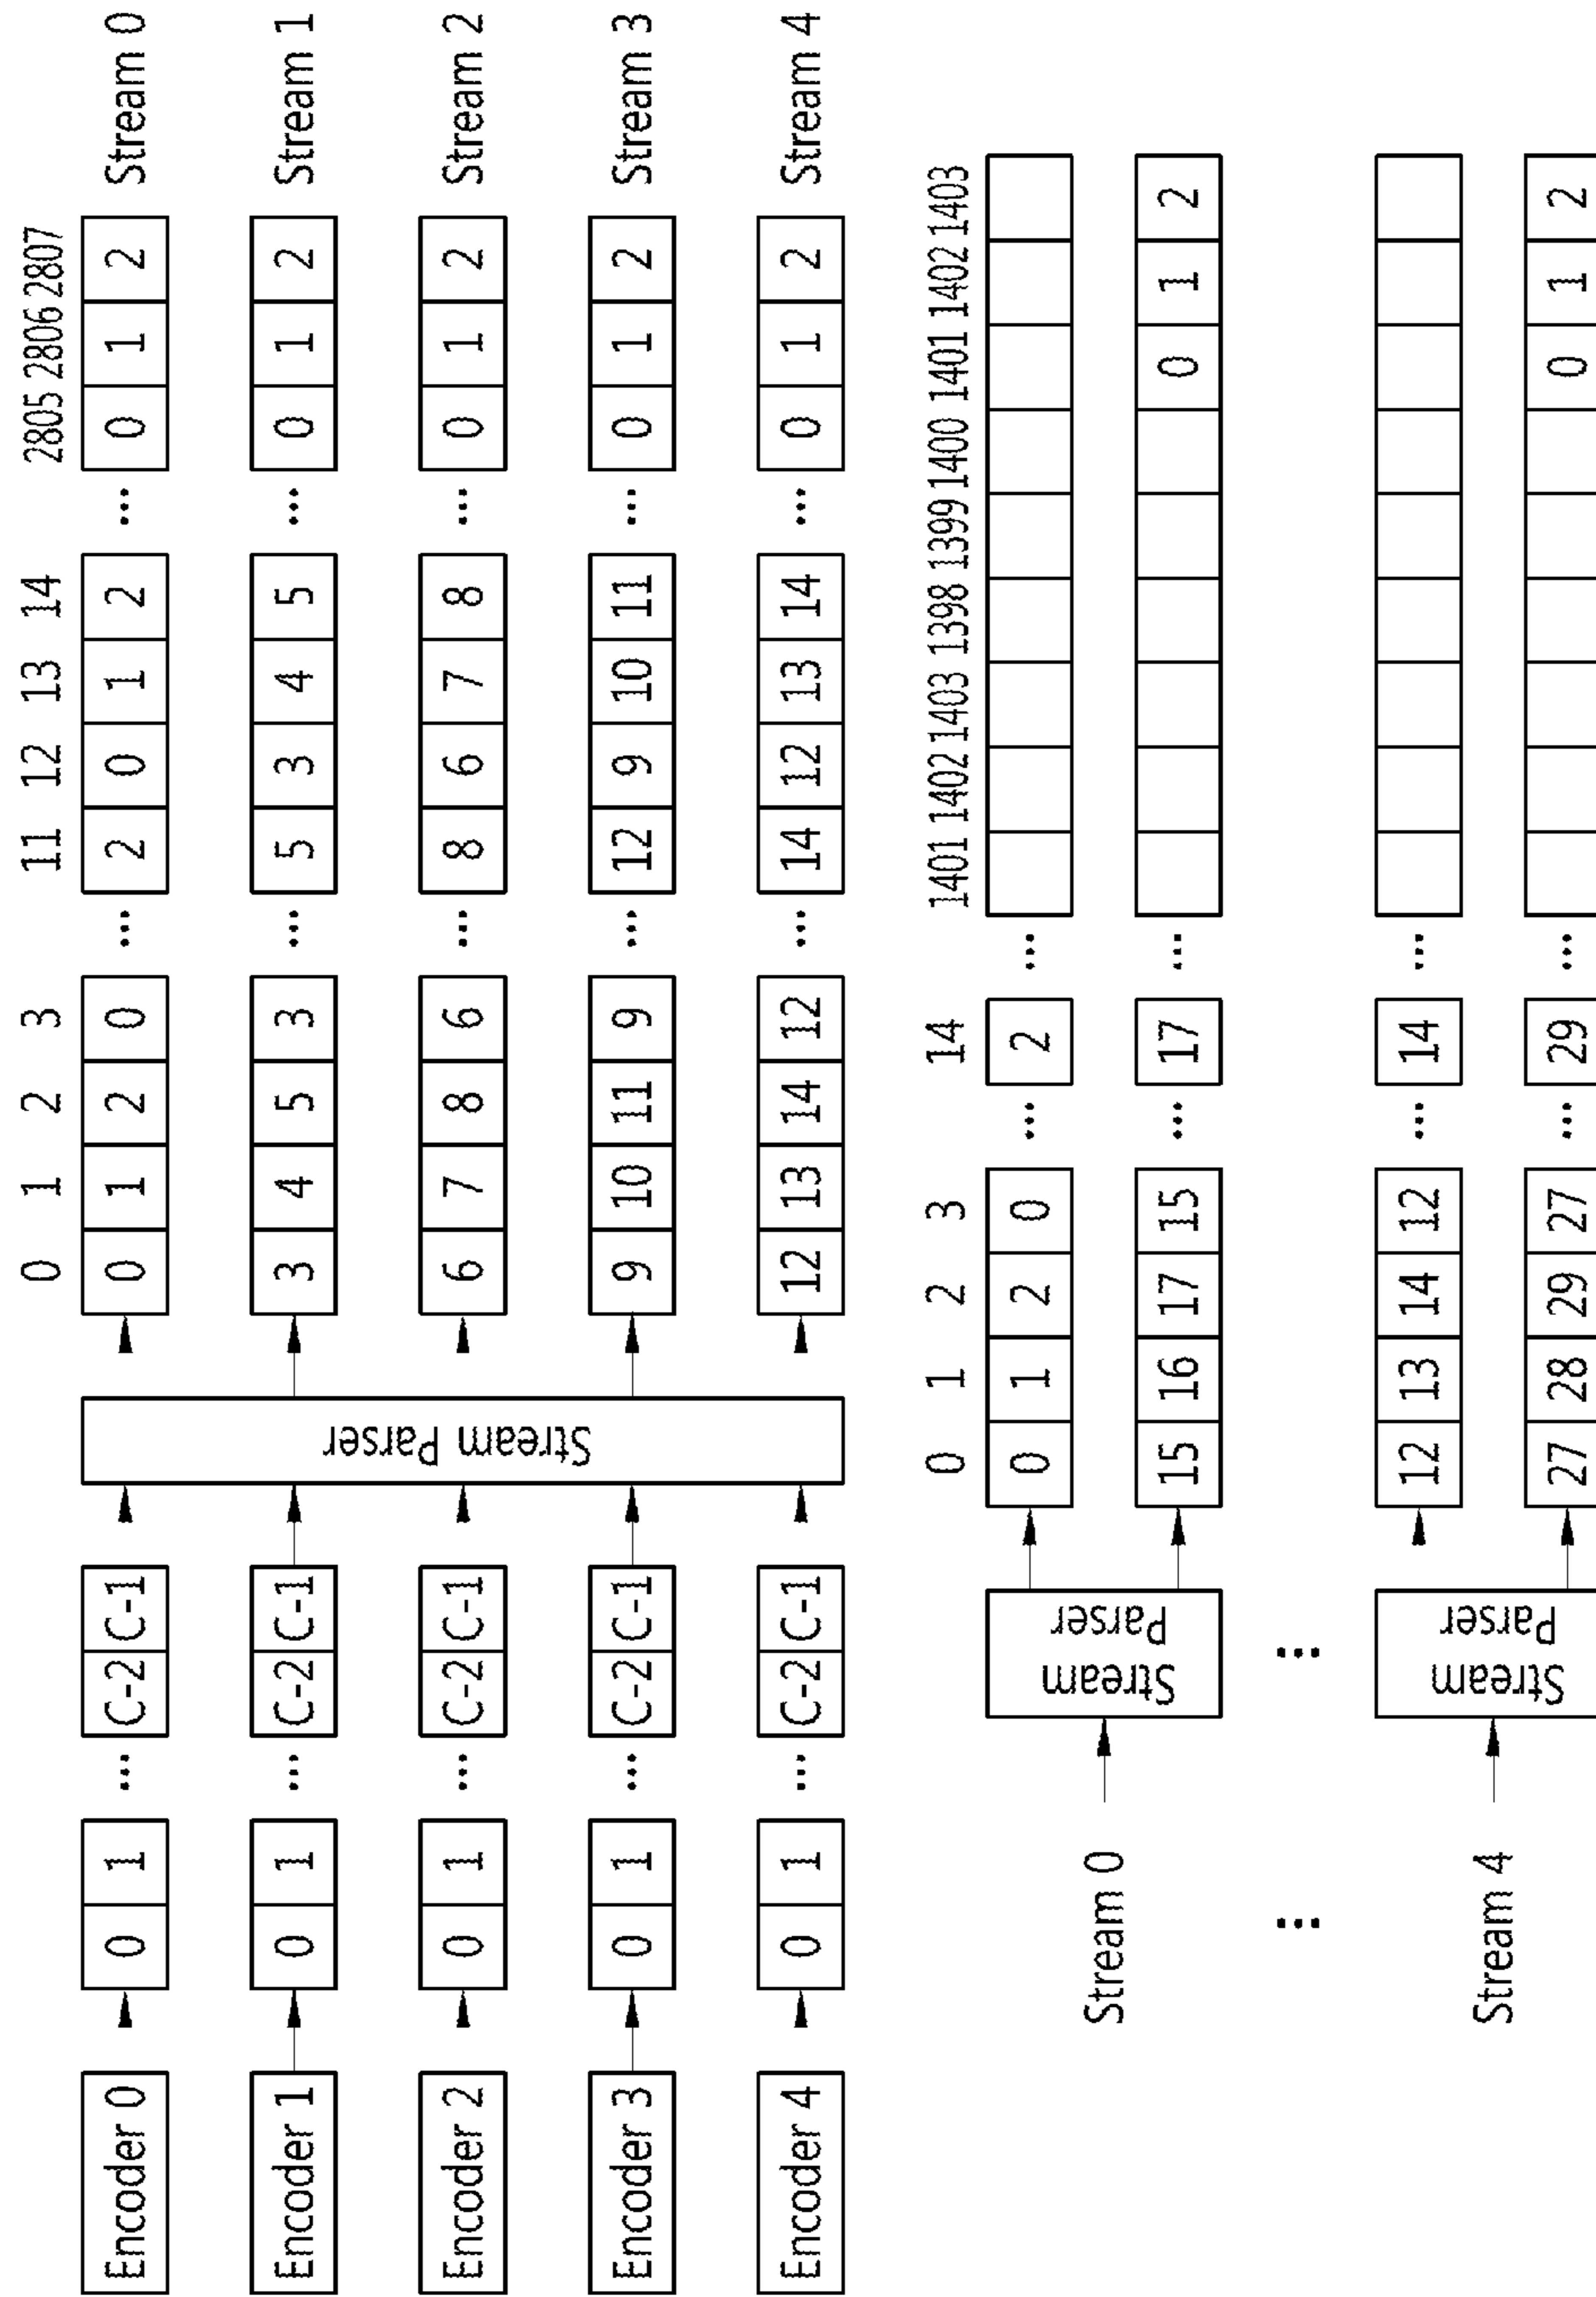 0 1 2 3 11 12 13 14 2805 2806 2807
Encoder 0 0 1 ... C-2 C-1 0 1 2 0 ... 2 0 1 2 ... 0 1 2 Stream 0
Encoder 1 0 1 ... C-2 C-1 3 4 5 3 ... 5 3 4 5 ... 0 1 2 Stream 1
Encoder 2 0 1 ... C-2 C-1 6 7 8 6 ... 8 6 7 8 ... 0 1 2 Stream 2
Encoder 3 0 1 ... C-2 C-1 9 10 11 9 ... 12 9 10 11 ... 0 1 2 Stream 3
Encoder 4 0 1 ... C-2 C-1 12 13 14 12 ... 14 12 13 14 ... 0 1 2 Stream 4
Stream Parser
0 1 2 3 14 1401 1402 1403 1398 1399 1400 1401 1402 1403
0 1 2 0 ... 2 ...
Stream 0
Stream
Parser
15 16 17 15 ... 17 ... 0 1 2
... ...
12 13 14 12 ... 14 ...
Stream 4
Stream
Parser
27 28 29 27 ... 29 ... 0 1 2